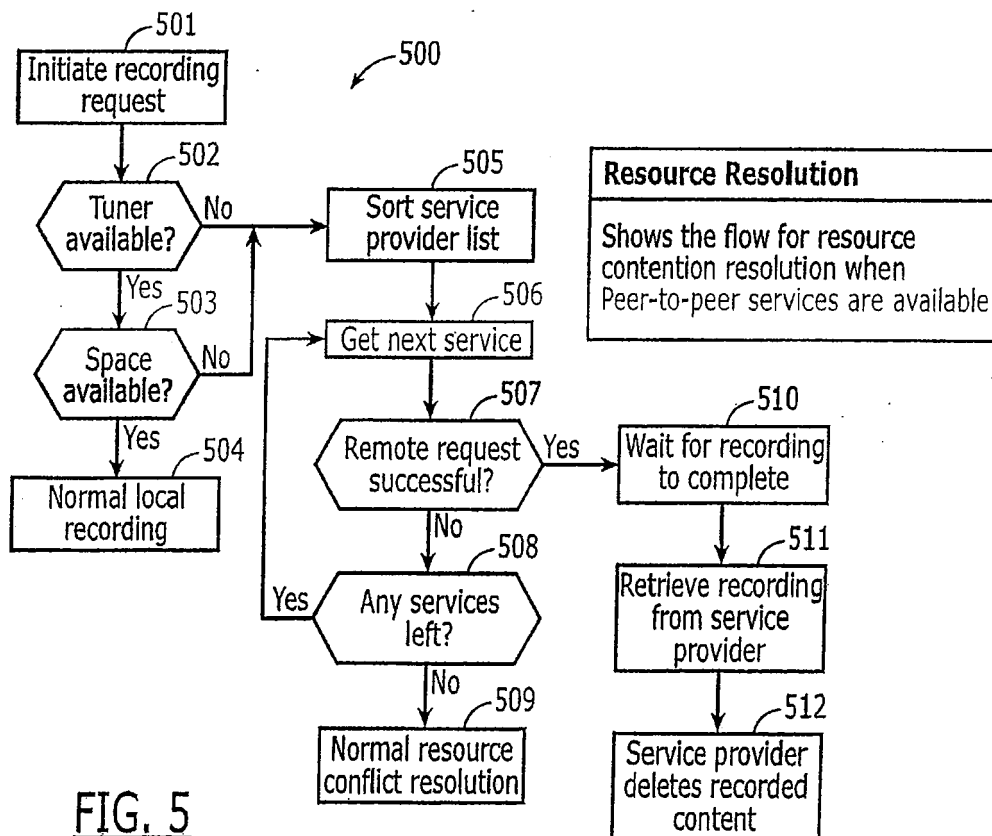 501
500
Initiate recording
request
502
Tuner
available?
No
Yes
503
Space
available?
No
Yes
504
Normal local
recording
505
Sort service
provider list
506
Get next service
507
Remote request
successful?
Yes
No
508
Any services
left?
Yes
No
509
Normal resource
conflict resolution
510
Wait for recording
to complete
511
Retrieve recording
from service
provider
512
Service provider
deletes recorded
content
Resource Resolution
Shows the flow for resource
contention resolution when
Peer-to-peer services are available
FIG. 5